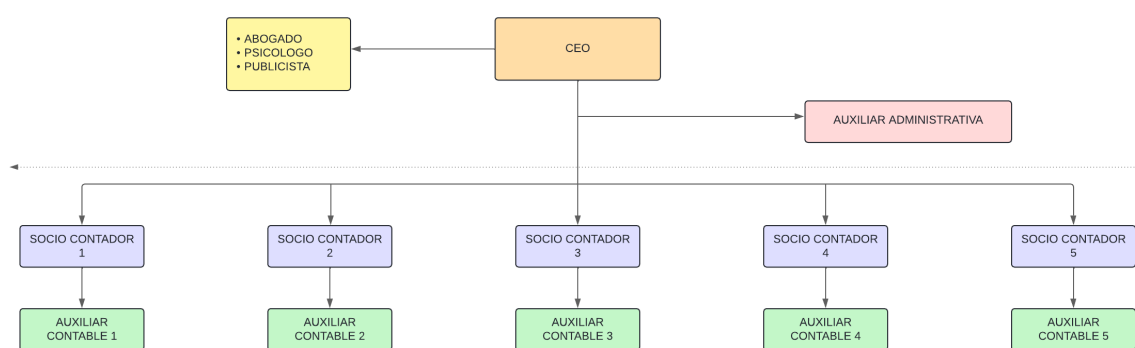 • ABOGADO
• PSICOLOGO
• PUBLICISTA
CEO
AUXILIAR ADMINISTRATIVA
SOCIO CONTADOR
1
SOCIO CONTADOR
2
SOCIO CONTADOR
3
SOCIO CONTADOR
4
SOCIO CONTADOR
5
AUXILIAR
CONTABLE 1
AUXILIAR
CONTABLE 2
AUXILIAR
CONTABLE 3
AUXILIAR
CONTABLE 4
AUXILIAR
CONTABLE 5